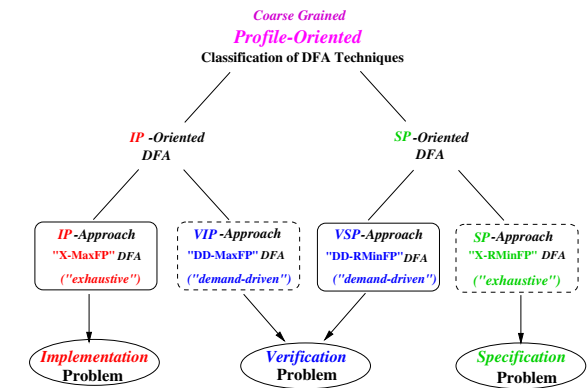 Coarse Grained
Profile-Oriented
Classification of DFA Techniques
IP -Oriented
DFA
SP-Oriented
DFA
IP-Approach
"X-MaxFP" DFA
("exhaustive")
VIP-Approach
"DD-MaxFP" DFA
("demand-driven")
VSP-Approach
"DD-RMinFP" DFA
("demand-driven")
SP-Approach
"X-RMinFP" DFA
("exhaustive")
Implementation
Problem
Verification
Problem
Specification
Problem